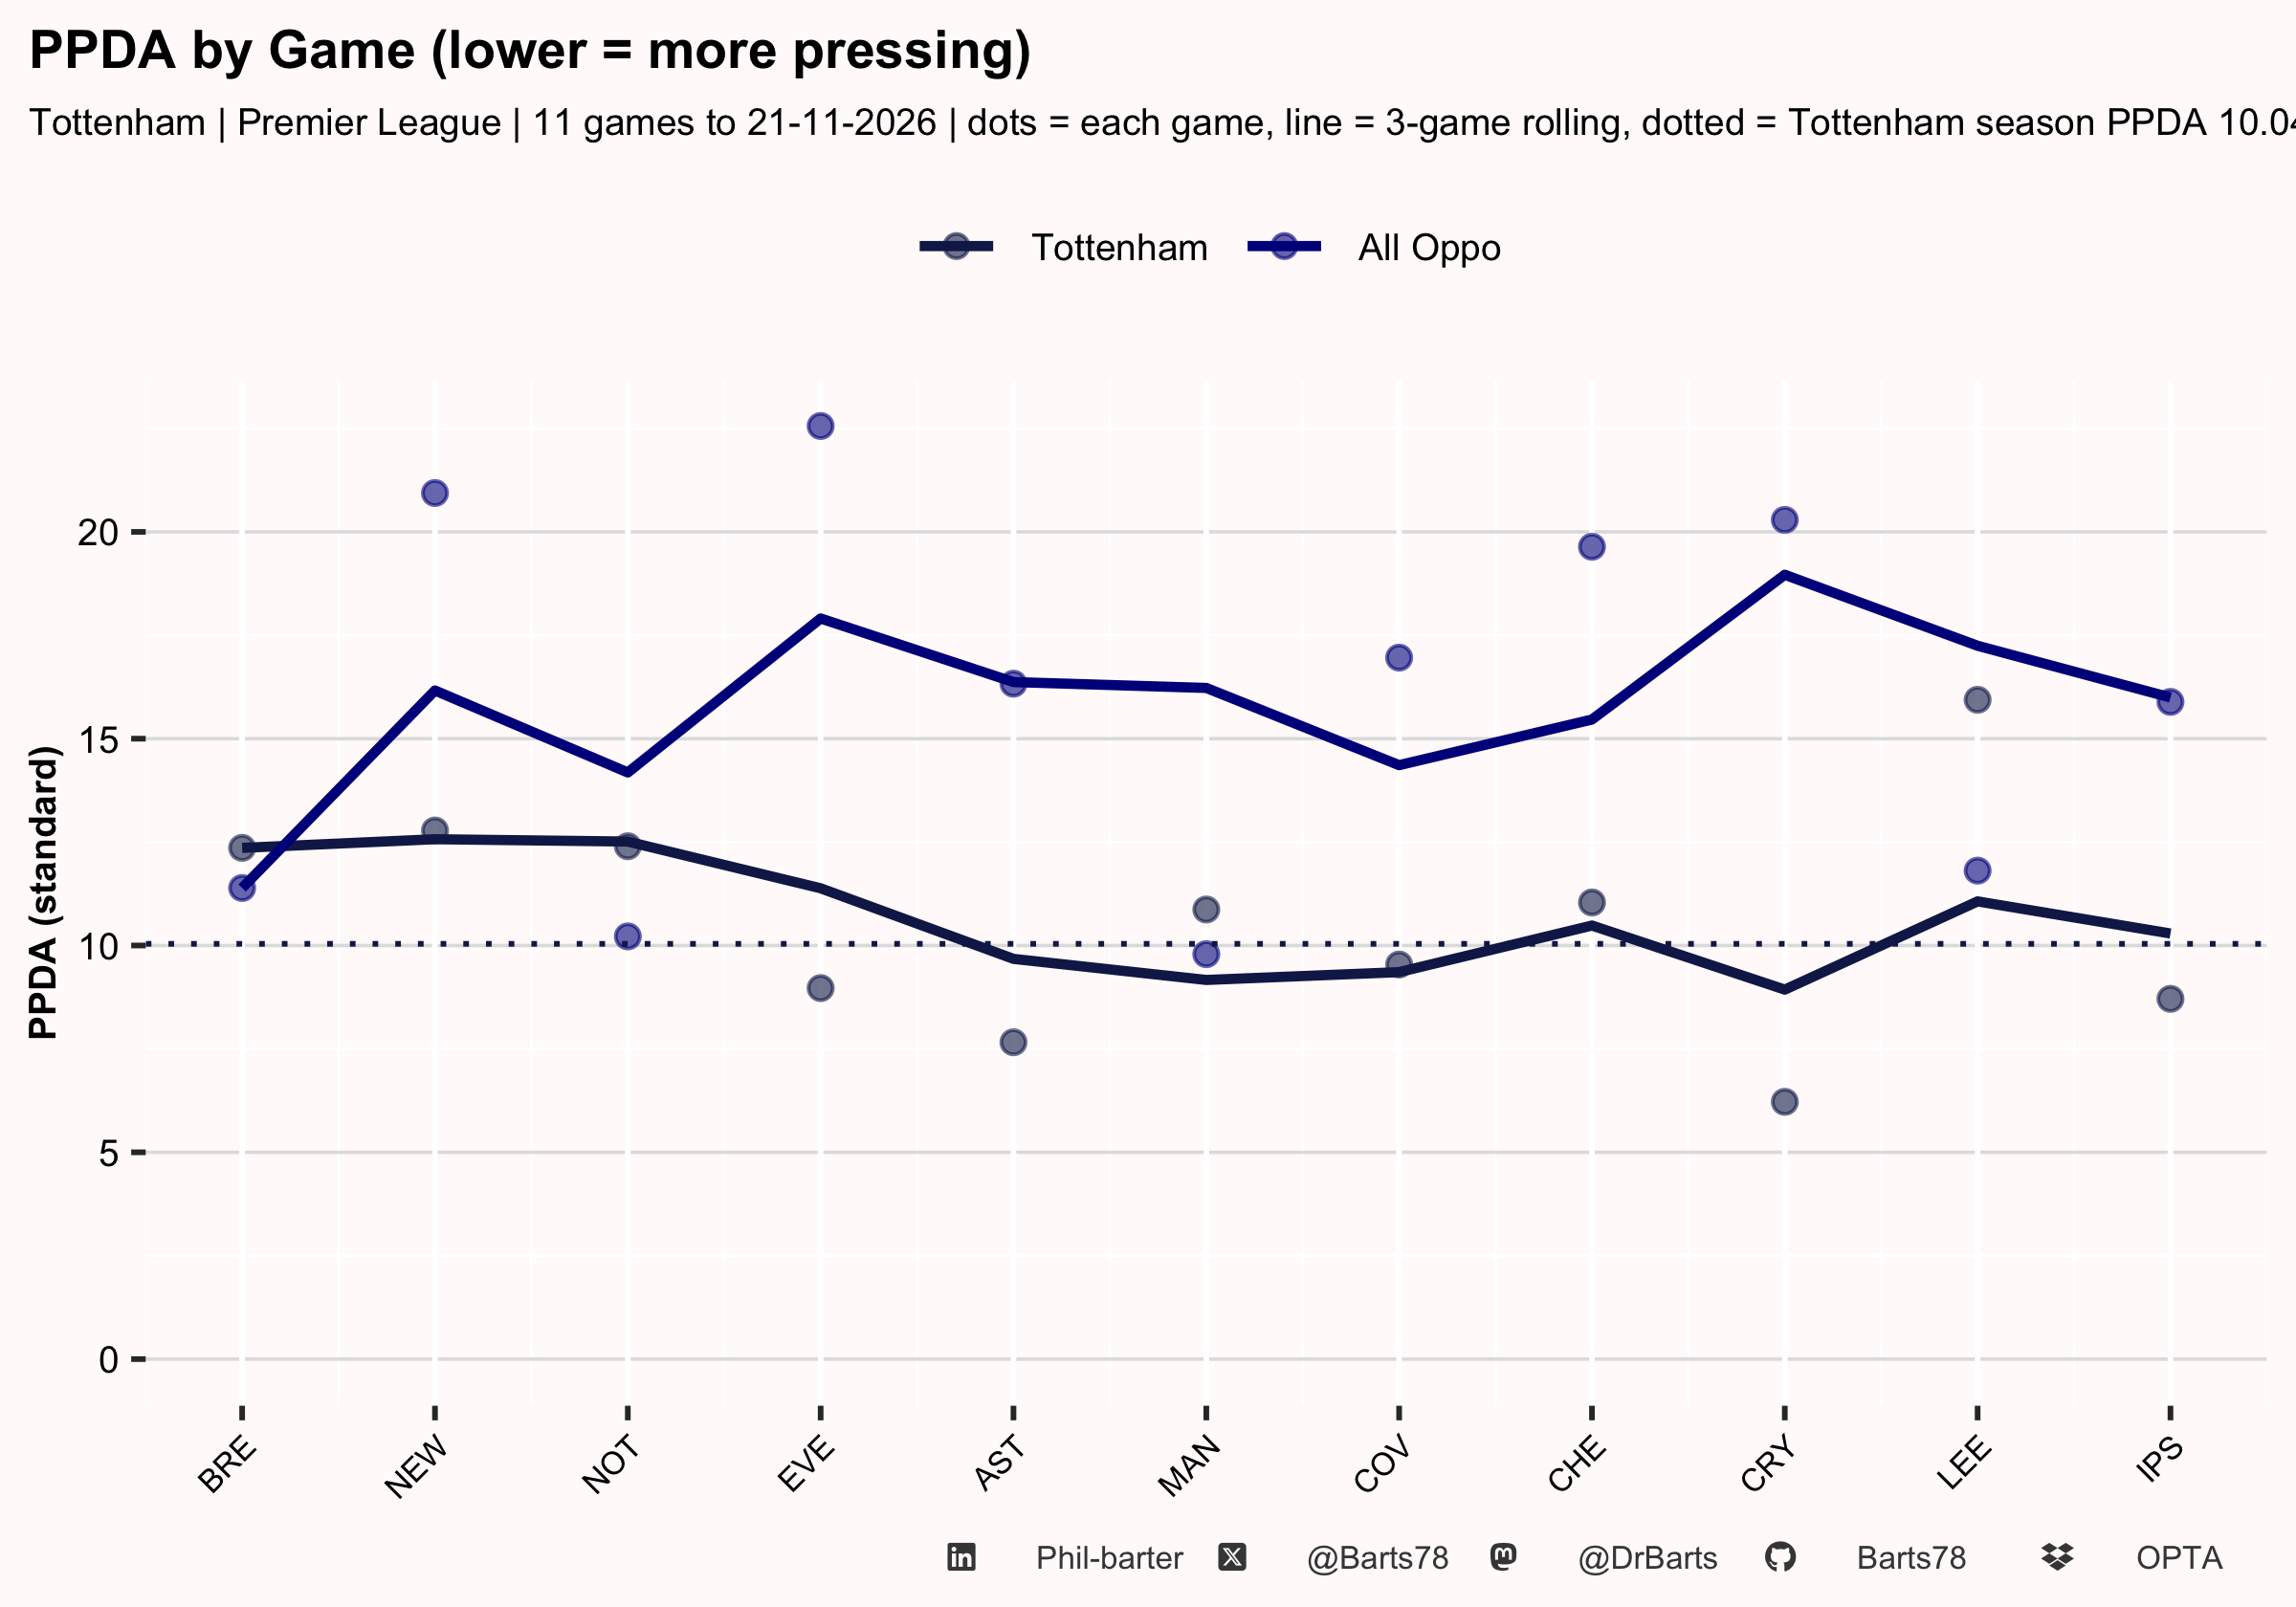 PPDA by Game (lower = more pressing)
Tottenham | Premier League | 11 games to 21-11-2026 | dots = each game, line = 3-game rolling, dotted = Tottenham season PPDA 10.04
Tottenham All Oppo
PPDA (standard)
20
15
10
5
0
BRE NEW NOT EVE AST MAN COV CHE CRY LEE IPS
Phil-barter @Barts78 @DrBarts Barts78 OPTA